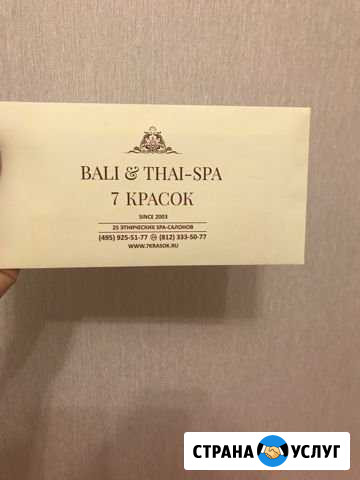 BALI & THAI-SPA
7 КРАСОК
SINCE 2003
25 ЭТНИЧЕСКИХ SPA-САЛОНОВ
(495) 925-51-77 (812) 333-50-77
WWW.7KRASOK.RU
СТРАНА УСЛУГ